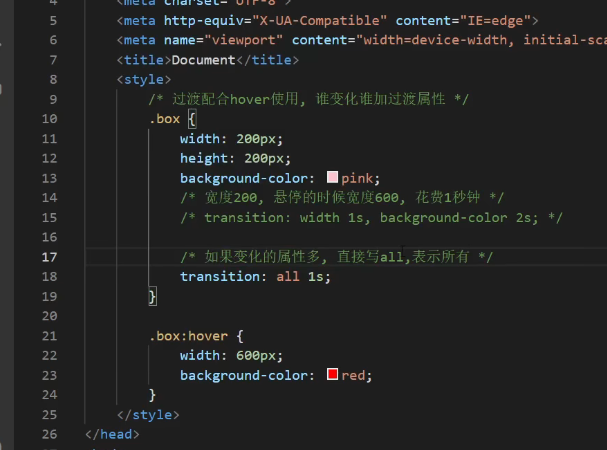 4 <meta charset="UTF-8">
5 <meta http-equiv="X-UA-Compatible" content="IE=edge">
6 <meta name="viewport" content="width=device-width, initial-sca
7 <title>Document</title>
8 <style>
9 /* 过渡配合hover使用, 谁变化谁加过渡属性 */
10 .box {
11 width: 200px;
12 height: 200px;
13 background-color: pink;
14 /* 宽度200, 悬停的时候宽度600, 花费1秒钟 */
15 /* transition: width 1s, background-color 2s; */
16
17 /* 如果变化的属性多, 直接写all,表示所有 */
18 transition: all 1s;
19 }
20
21 .box:hover {
22 width: 600px;
23 background-color: red;
24 }
25 </style>
26 </head>